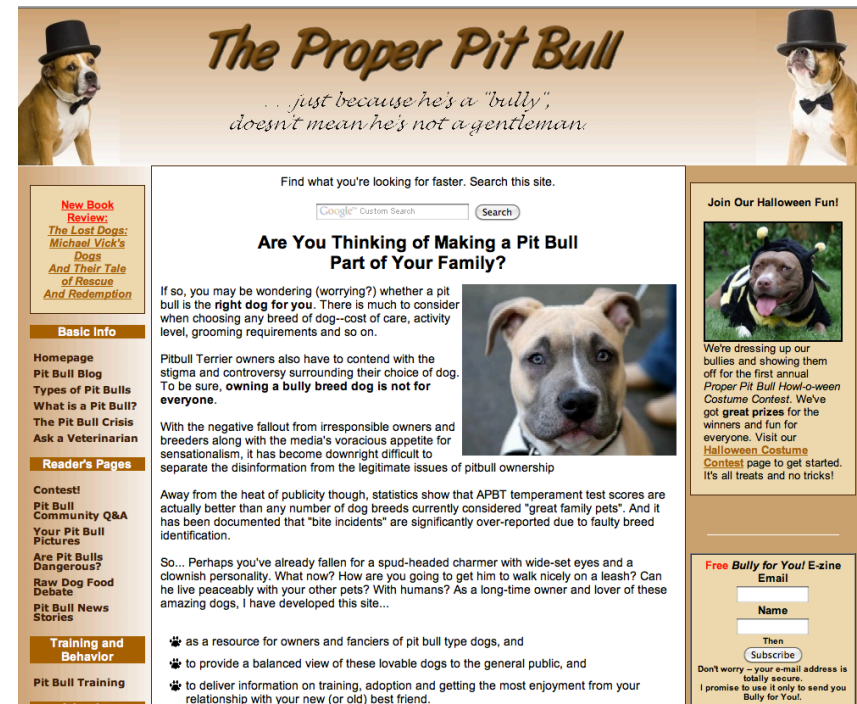 The Proper Pit Bull
. . .just because he's a "bully",
doesn't mean he's not a gentleman.
New Book
Review:
The Lost Dogs:
Michael Vick's
Dogs
And Their Tale
of Rescue
And Redemption
Basic Info
Homepage
Pit Bull Blog
Types of Pit Bulls
What is a Pit Bull?
The Pit Bull Crisis
Ask a Veterinarian
Reader's Pages
Contest!
Pit Bull
Community Q&A
Your Pit Bull
Pictures
Are Pit Bulls
Dangerous?
Raw Dog Food
Debate
Pit Bull News
Stories
Training and
Behavior
Pit Bull Training
Find what you're looking for faster. Search this site.
Google™ Custom Search
Search
Are You Thinking of Making a Pit Bull
Part of Your Family?
If so, you may be wondering (worrying?) whether a pit
bull is the right dog for you. There is much to consider
when choosing any breed of dog--cost of care, activity
level, grooming requirements and so on.
Pitbull Terrier owners also have to contend with the
stigma and controversy surrounding their choice of dog.
To be sure, owning a bully breed dog is not for
everyone.
With the negative fallout from irresponsible owners and
breeders along with the media's voracious appetite for
sensationalism, it has become downright difficult to
separate the disinformation from the legitimate issues of pitbull ownership
Away from the heat of publicity though, statistics show that APBT temperament test scores are
actually better than any number of dog breeds currently considered "great family pets". And it
has been documented that "bite incidents" are significantly over-reported due to faulty breed
identification.
So... Perhaps you've already fallen for a spud-headed charmer with wide-set eyes and a
clownish personality. What now? How are you going to get him to walk nicely on a leash? Can
he live peaceably with your other pets? With humans? As a long-time owner and lover of these
amazing dogs, I have developed this site...
as a resource for owners and fanciers of pit bull type dogs, and
to provide a balanced view of these lovable dogs to the general public, and
to deliver information on training, adoption and getting the most enjoyment from your
relationship with your new (or old) best friend.
Join Our Halloween Fun!
We're dressing up our
bullies and showing them
off for the first annual
Proper Pit Bull Howl-o-ween
Costume Contest. We've
got great prizes for the
winners and fun for
everyone. Visit our
Halloween Costume
Contest page to get started.
It's all treats and no tricks!
Free Bully for You! E-zine
Email
Name
Then
Subscribe
Don't worry -- your e-mail address is
totally secure.
I promise to use it only to send you
Bully for You!.